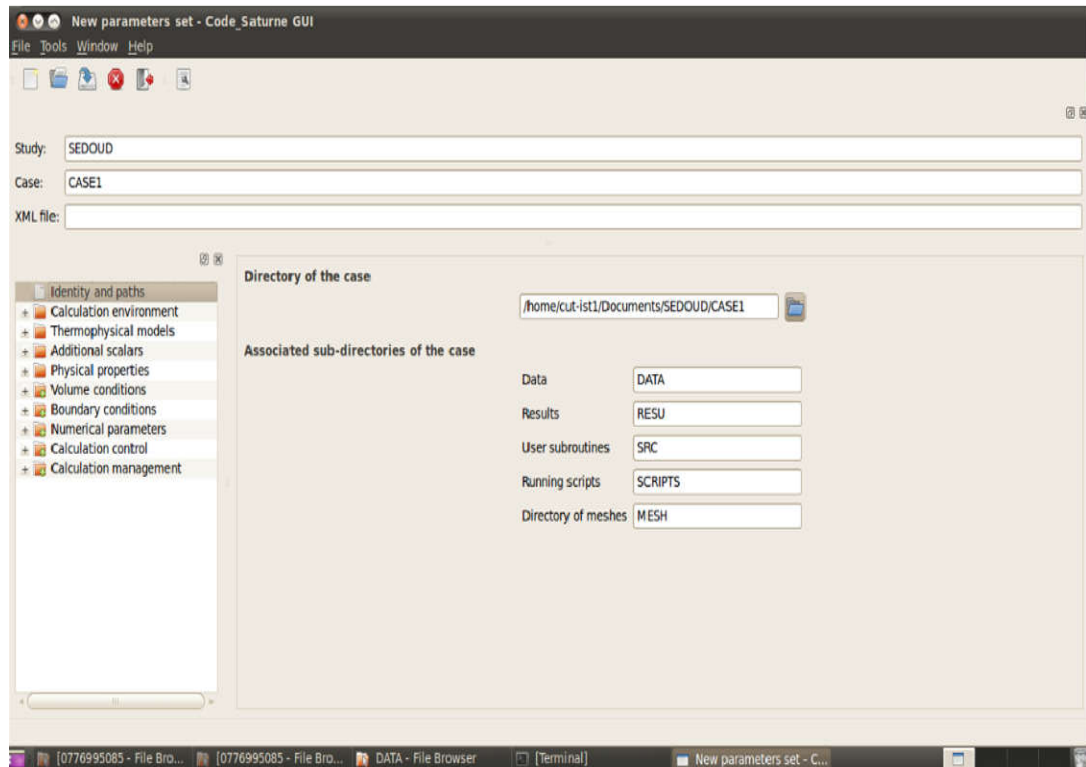 New parameters set - Code_Saturne GUI
File Tools Window Help
Study: SEDOUD
Case: CASE1
XML file:
Identity and paths
Calculation environment
Thermophysical models
Additional scalars
Physical properties
Volume conditions
Boundary conditions
Numerical parameters
Calculation control
Calculation management
Directory of the case
/home/cut-ist1/Documents/SEDOUD/CASE1
Associated sub-directories of the case
Data DATA
Results RESU
User subroutines SRC
Running scripts SCRIPTS
Directory of meshes MESH
[0776995085 - File Bro... [0776995085 - File Bro... DATA - File Browser [Terminal] New parameters set - C...